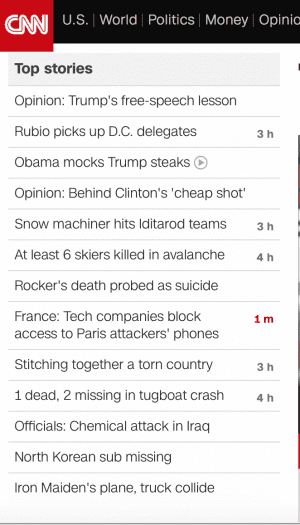 CNN U.S. World Politics Money Opinio
Top stories
Opinion: Trump's free-speech lesson
Rubio picks up D.C. delegates 3 h
Obama mocks Trump steaks
Opinion: Behind Clinton's 'cheap shot'
Snow machiner hits Iditarod teams 3 h
At least 6 skiers killed in avalanche 4 h
Rocker's death probed as suicide
France: Tech companies block 1 m
access to Paris attackers' phones
Stitching together a torn country 3 h
1 dead, 2 missing in tugboat crash 4 h
Officials: Chemical attack in Iraq
North Korean sub missing
Iron Maiden's plane, truck collide